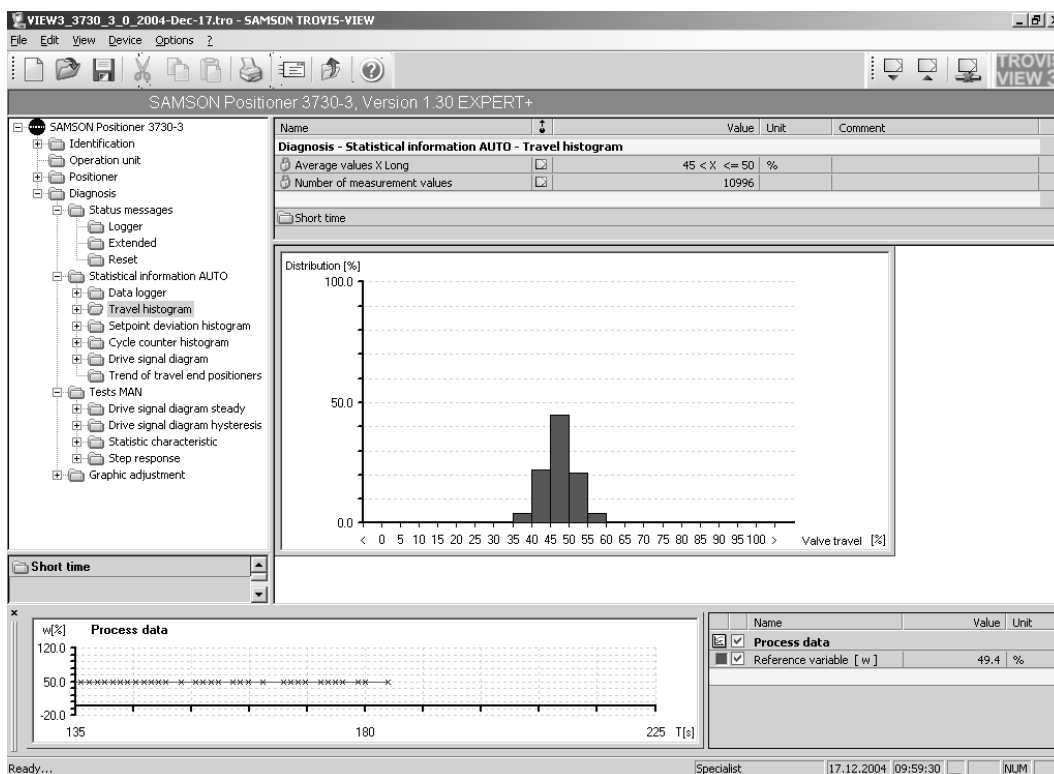 VIEW3_3730_3_0_2004-Dec-17.tro - SAMSON TROVIS-VIEW
File Edit View Device Options ?
TROVIS
VIEW 3
SAMSON Positioner 3730-3, Version 1.30 EXPERT+
SAMSON Positioner 3730-3
Identification
Operation unit
Positioner
Diagnosis
Status messages
Logger
Extended
Reset
Statistical information AUTO
Data logger
Travel histogram
Setpoint deviation histogram
Cycle counter histogram
Drive signal diagram
Trend of travel end positioners
Tests MAN
Drive signal diagram steady
Drive signal diagram hysteresis
Statistic characteristic
Step response
Graphic adjustment
Short time
Name Value Unit Comment
Diagnosis - Statistical information AUTO - Travel histogram
Average values X Long 45 < X <= 50 %
Number of measurement values 10996
Short time
Distribution [%]
100.0
50.0
0.0
< 0 5 10 15 20 25 30 35 40 45 50 55 60 65 70 75 80 85 90 95 100 > Valve travel [%]
w[%] Process data
120.0
50.0
-20.0
135 180 225 T[s]
Name Value Unit
Process data
Reference variable [ w ] 49.4 %
Ready... Specialist 17.12.2004 09:59:30 NUM